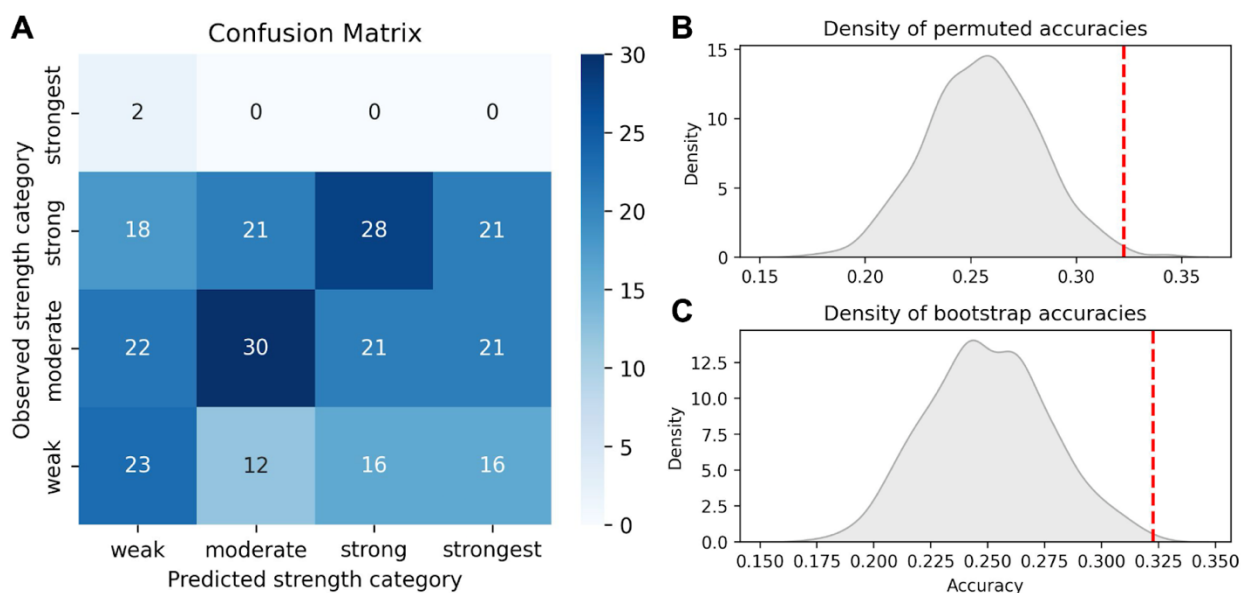 A
Confusion Matrix
Observed strength category
strongest
strong
moderate
weak
2 0 0 0
18 21 28 21
22 30 21 21
23 12 16 16
weak moderate strong strongest
Predicted strength category
30
25
20
15
10
5
0
B
Density of permuted accuracies
Density
15
10
5
0
0.15 0.20 0.25 0.30 0.35
C
Density of bootstrap accuracies
Density
12.5
10.0
7.5
5.0
2.5
0.0
0.150 0.175 0.200 0.225 0.250 0.275 0.300 0.325 0.350
Accuracy